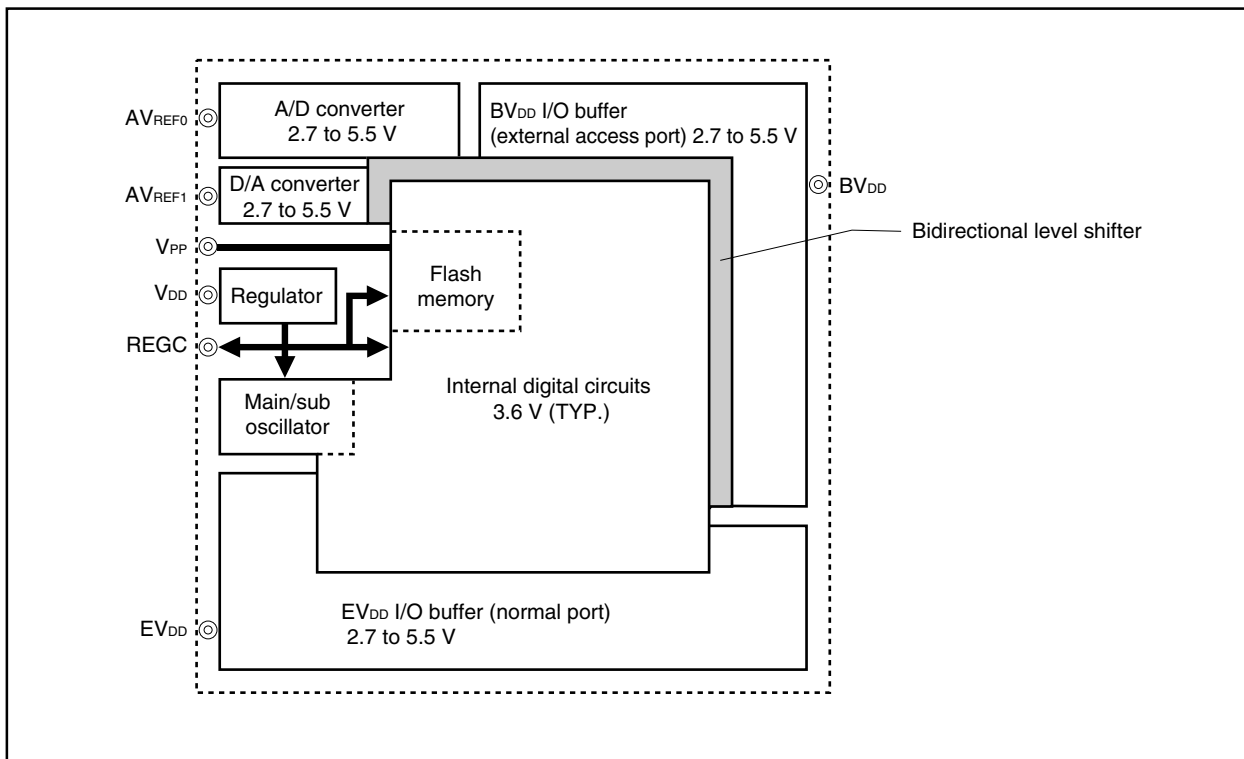 AVREF0
A/D converter
2.7 to 5.5 V
BVDD I/O buffer
(external access port) 2.7 to 5.5 V
AVREF1
D/A converter
2.7 to 5.5 V
BVDD
Bidirectional level shifter
VPP
Flash
memory
VDD
Regulator
REGC
Internal digital circuits
3.6 V (TYP.)
Main/sub
oscillator
EVDD
EVDD I/O buffer (normal port)
2.7 to 5.5 V